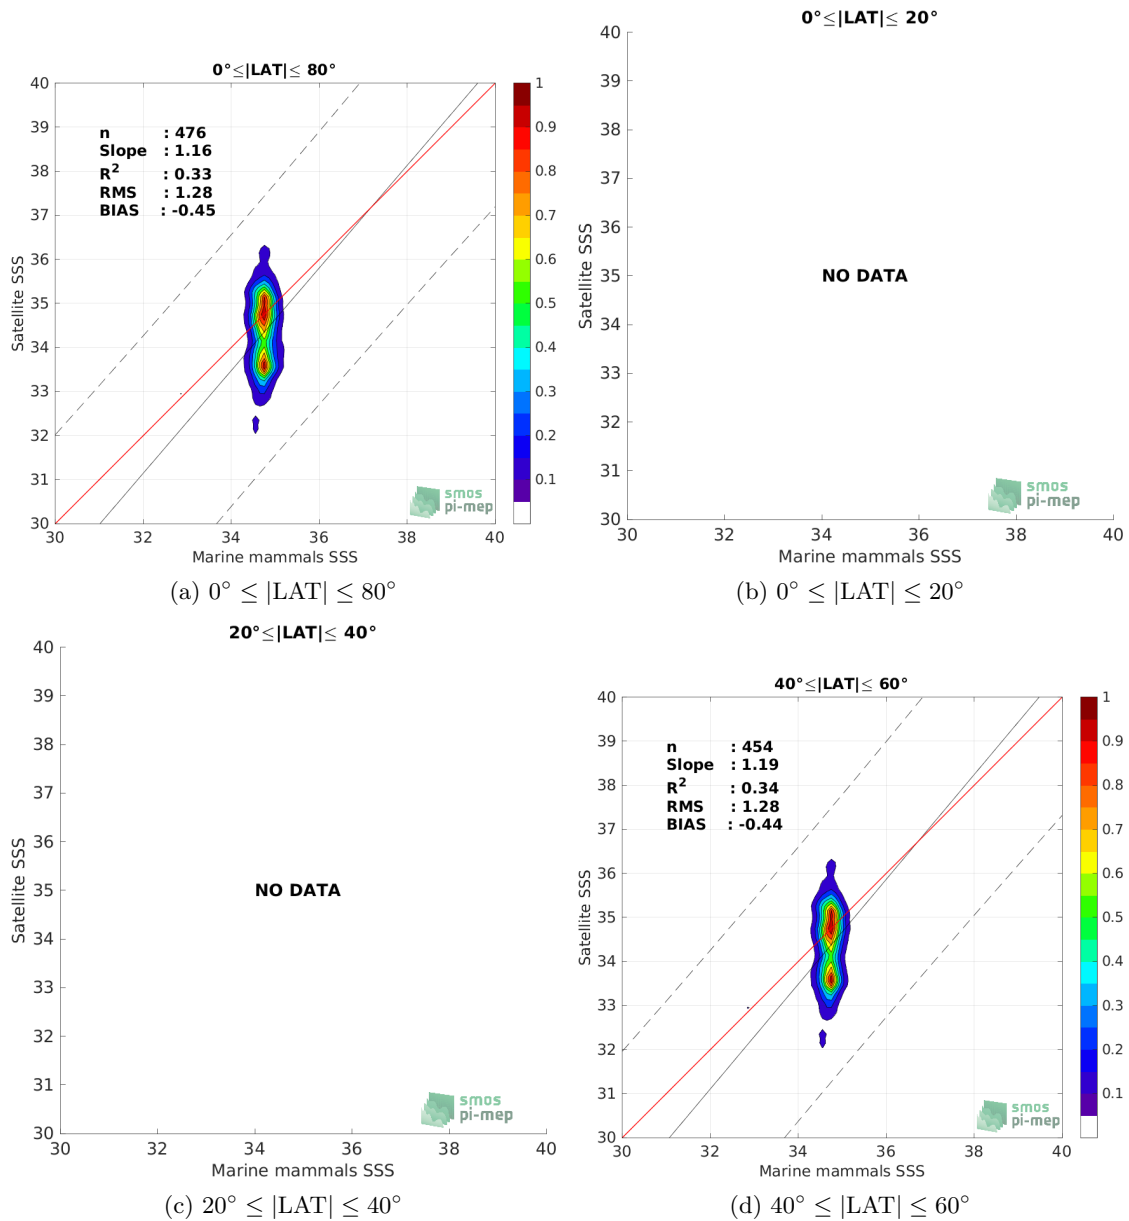 0°≤|LAT|≤ 80°
40
39
38
37
36
35
34
33
32
31
30
Satellite SSS
n : 476
Slope : 1.16
R² : 0.33
RMS : 1.28
BIAS : -0.45
30 32 34 36 38 40
Marine mammals SSS
1
0.9
0.8
0.7
0.6
0.5
0.4
0.3
0.2
0.1
smos
pi-mep
(a) 0° ≤ |LAT| ≤ 80°
0°≤|LAT|≤ 20°
40
39
38
37
36
35
34
33
32
31
30
Satellite SSS
NO DATA
30 32 34 36 38 40
Marine mammals SSS
smos
pi-mep
(b) 0° ≤ |LAT| ≤ 20°
20°≤|LAT|≤ 40°
40
39
38
37
36
35
34
33
32
31
30
Satellite SSS
NO DATA
30 32 34 36 38 40
Marine mammals SSS
smos
pi-mep
(c) 20° ≤ |LAT| ≤ 40°
40°≤|LAT|≤ 60°
40
39
38
37
36
35
34
33
32
31
30
Satellite SSS
n : 454
Slope : 1.19
R² : 0.34
RMS : 1.28
BIAS : -0.44
30 32 34 36 38 40
Marine mammals SSS
1
0.9
0.8
0.7
0.6
0.5
0.4
0.3
0.2
0.1
smos
pi-mep
(d) 40° ≤ |LAT| ≤ 60°